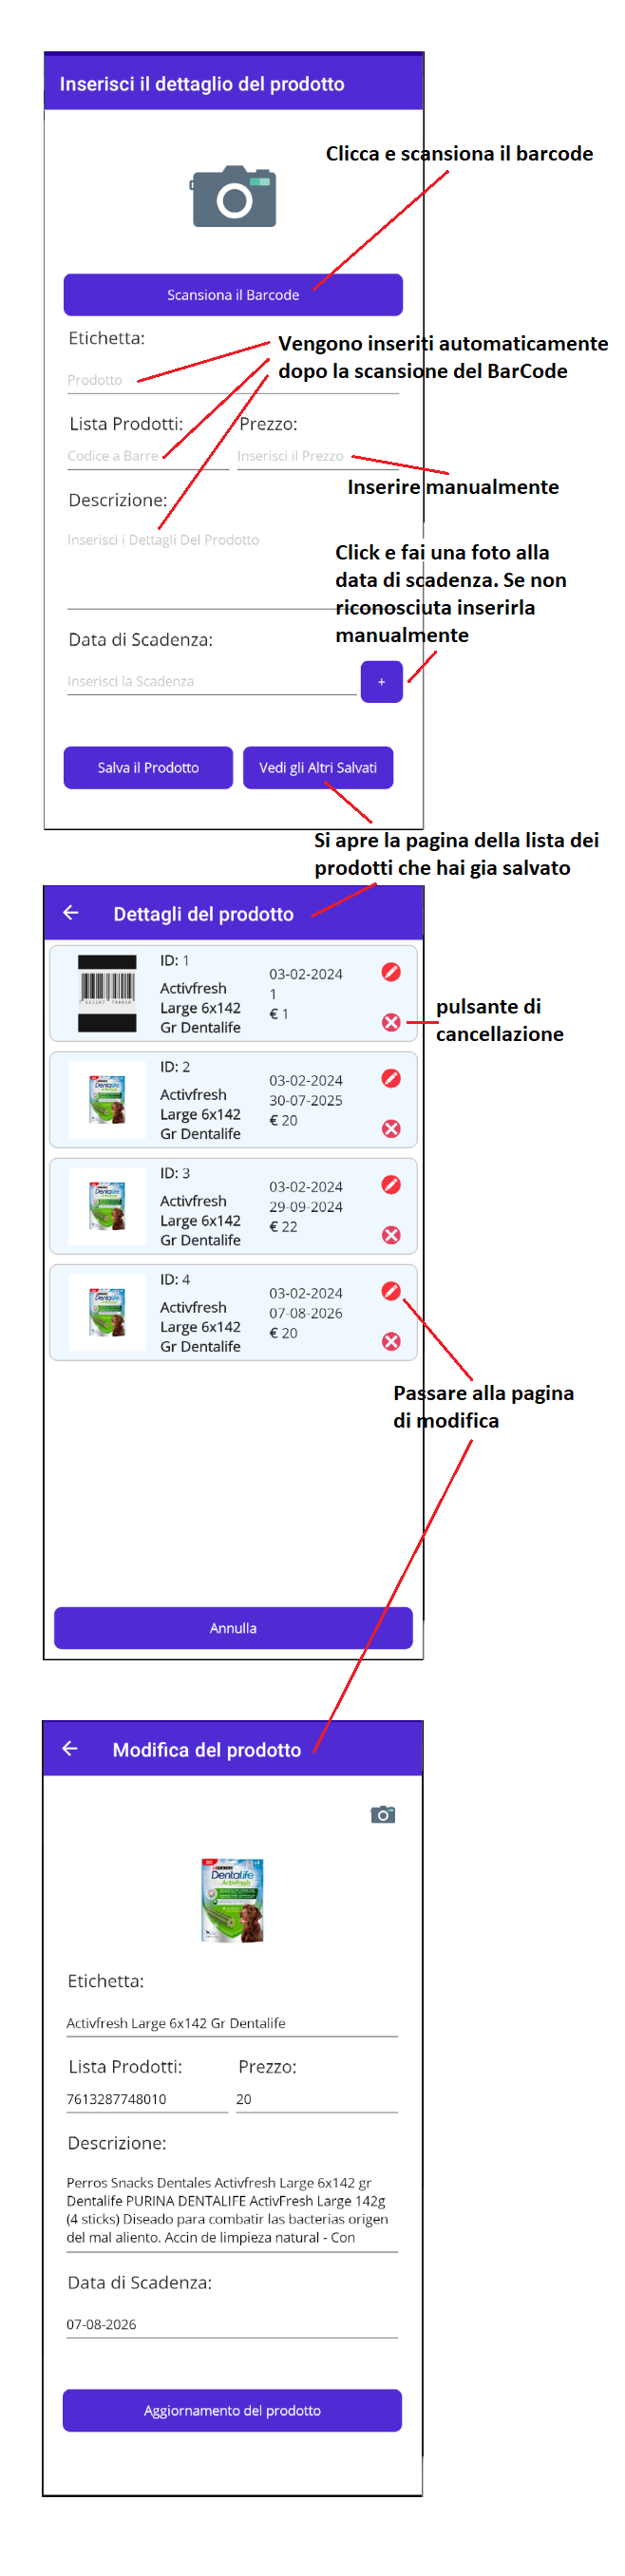 Inserisci il dettaglio del prodotto
Clicca e scansiona il barcode
Scansiona il Barcode
Etichetta:
Vengono inseriti automaticamente
dopo la scansione del BarCode
Prodotto
Lista Prodotti: Prezzo:
Codice a Barre Inserisci il Prezzo
Inserire manualmente
Descrizione:
Inserisci i Dettagli Del Prodotto
Click e fai una foto alla
data di scadenza. Se non
riconosciuta inserirla
manualmente
Data di Scadenza:
Inserisci la Scadenza +
Salva il Prodotto Vedi gli Altri Salvati
Si apre la pagina della lista dei
prodotti che hai gia salvato
Dettagli del prodotto
ID: 1
Activfresh
Large 6x142
Gr Dentalife
03-02-2024
1
€ 1
pulsante di
cancellazione
ID: 2
Activfresh
Large 6x142
Gr Dentalife
03-02-2024
30-07-2025
€ 20
ID: 3
Activfresh
Large 6x142
Gr Dentalife
03-02-2024
29-09-2024
€ 22
ID: 4
Activfresh
Large 6x142
Gr Dentalife
03-02-2024
07-08-2026
€ 20
Passare alla pagina
di modifica
Annulla
Modifica del prodotto
Dentalife
Activfresh
Etichetta:
Activfresh Large 6x142 Gr Dentalife
Lista Prodotti: Prezzo:
7613287748010 20
Descrizione:
Perros Snacks Dentales Activfresh Large 6x142 gr
Dentalife PURINA DENTALIFE ActivFresh Large 142g
(4 sticks) Diseado para combatir las bacterias origen
del mal aliento. Accin de limpieza natural - Con
Data di Scadenza:
07-08-2026
Aggiornamento del prodotto